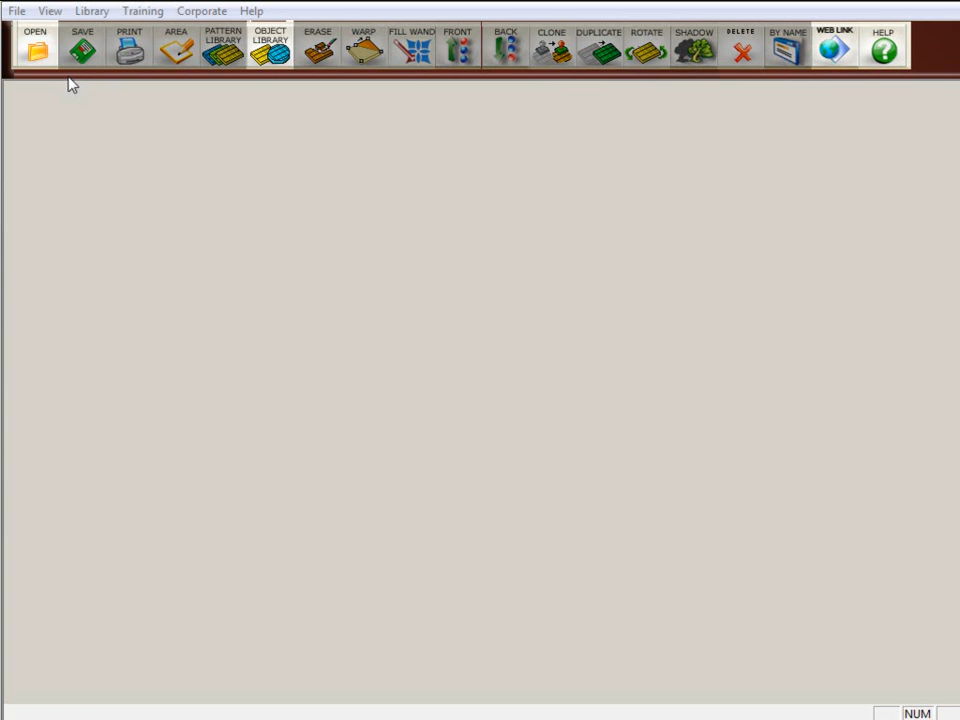 File View Library Training Corporate Help
OPEN SAVE PRINT AREA PATTERN LIBRARY OBJECT LIBRARY ERASE WARP FILL WAND FRONT BACK CLONE DUPLICATE ROTATE SHADOW DELETE BY NAME WEB LINK HELP
NUM